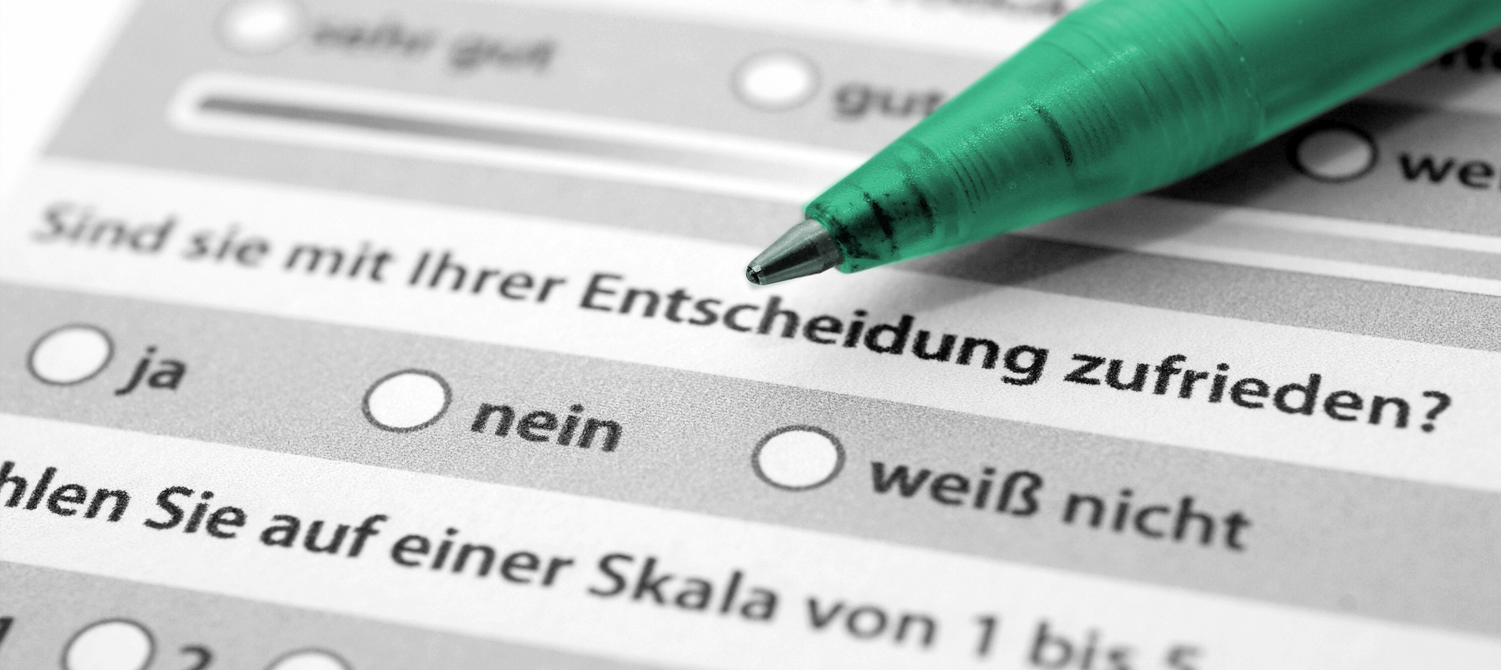 sehr gut gut
Sind sie mit Ihrer Entscheidung zufrieden?
ja nein weiß nicht
hlen Sie auf einer Skala von 1 bis 5
2